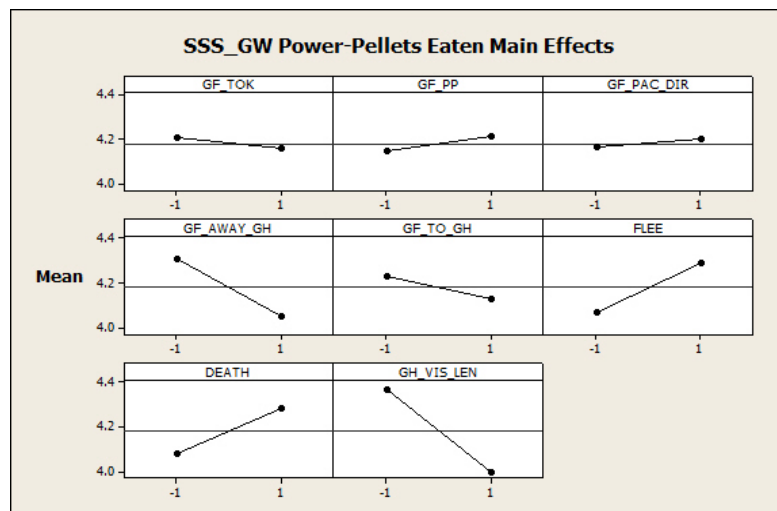 SSS_GW Power-Pellets Eaten Main Effects
GF_TOK GF_PP GF_PAC_DIR
4.4
4.2
4.0
-1 1 -1 1 -1 1
GF_AWAY_GH GF_TO_GH FLEE
4.4
Mean
4.2
4.0
-1 1 -1 1 -1 1
DEATH GH_VIS_LEN
4.4
4.2
4.0
-1 1 -1 1